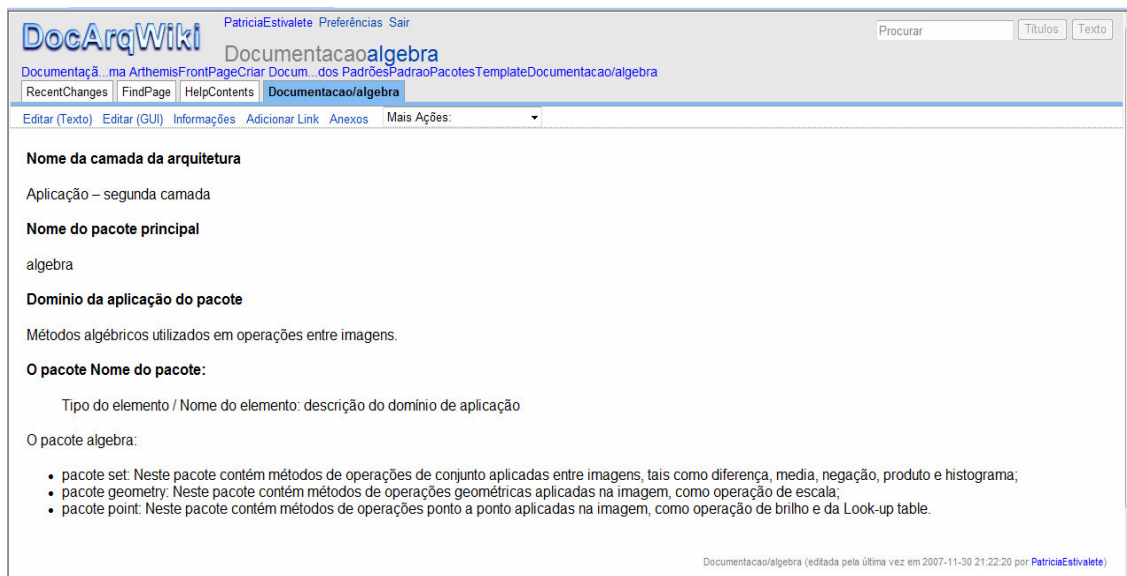 DocArqWiki
PatriciaEstivalete Preferências Sair
Procurar
Títulos
Texto
Documentacaoalgebra
Documentaçã...ma ArthemisFrontPageCriar Docum...dos PadrõesPadraoPacotesTemplateDocumentacao/algebra
RecentChanges FindPage HelpContents Documentacao/algebra
Editar (Texto) Editar (GUI) Informações Adicionar Link Anexos Mais Ações:
Nome da camada da arquitetura
Aplicação – segunda camada
Nome do pacote principal
algebra
Domínio da aplicação do pacote
Métodos algébricos utilizados em operações entre imagens.
O pacote Nome do pacote:
Tipo do elemento / Nome do elemento: descrição do domínio de aplicação
O pacote algebra:
• pacote set: Neste pacote contém métodos de operações de conjunto aplicadas entre imagens, tais como diferença, media, negação, produto e histograma;
• pacote geometry: Neste pacote contém métodos de operações geométricas aplicadas na imagem, como operação de escala;
• pacote point: Neste pacote contém métodos de operações ponto a ponto aplicadas na imagem, como operação de brilho e da Look-up table.
Documentacao/algebra (editada pela última vez em 2007-11-30 21:22:20 por PatriciaEstivalete)